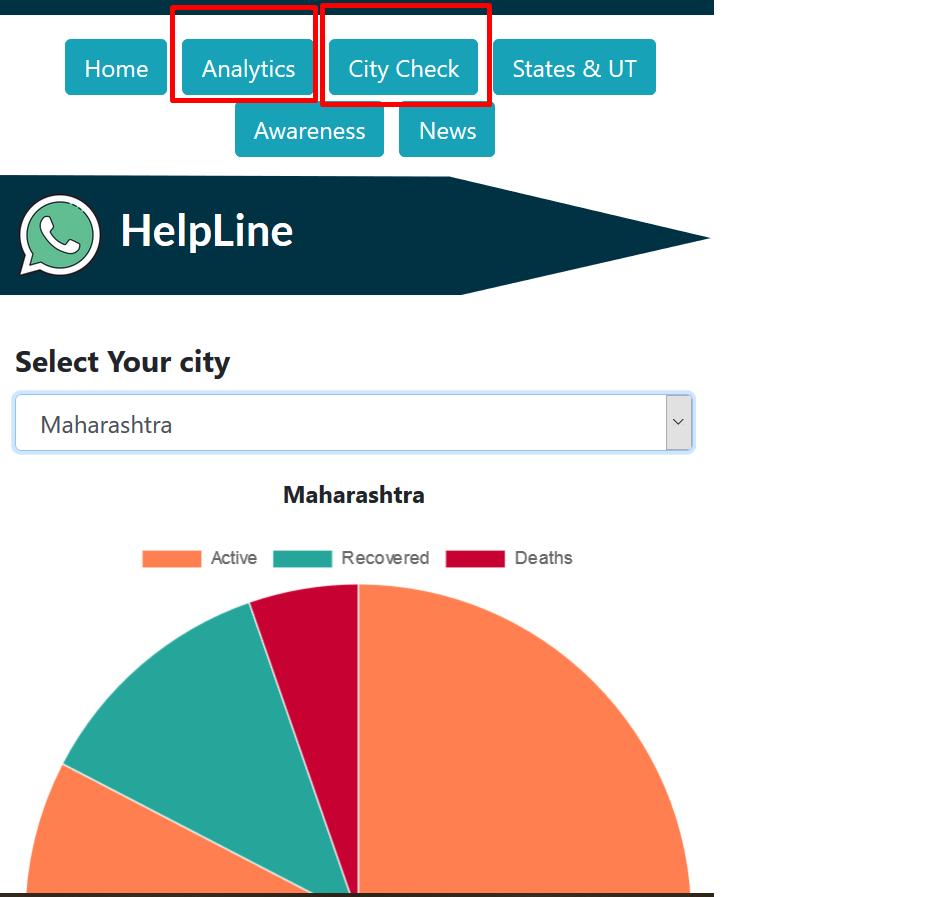 Home Analytics City Check States & UT
Awareness News
HelpLine
Select Your city
Maharashtra
Maharashtra
Active Recovered Deaths